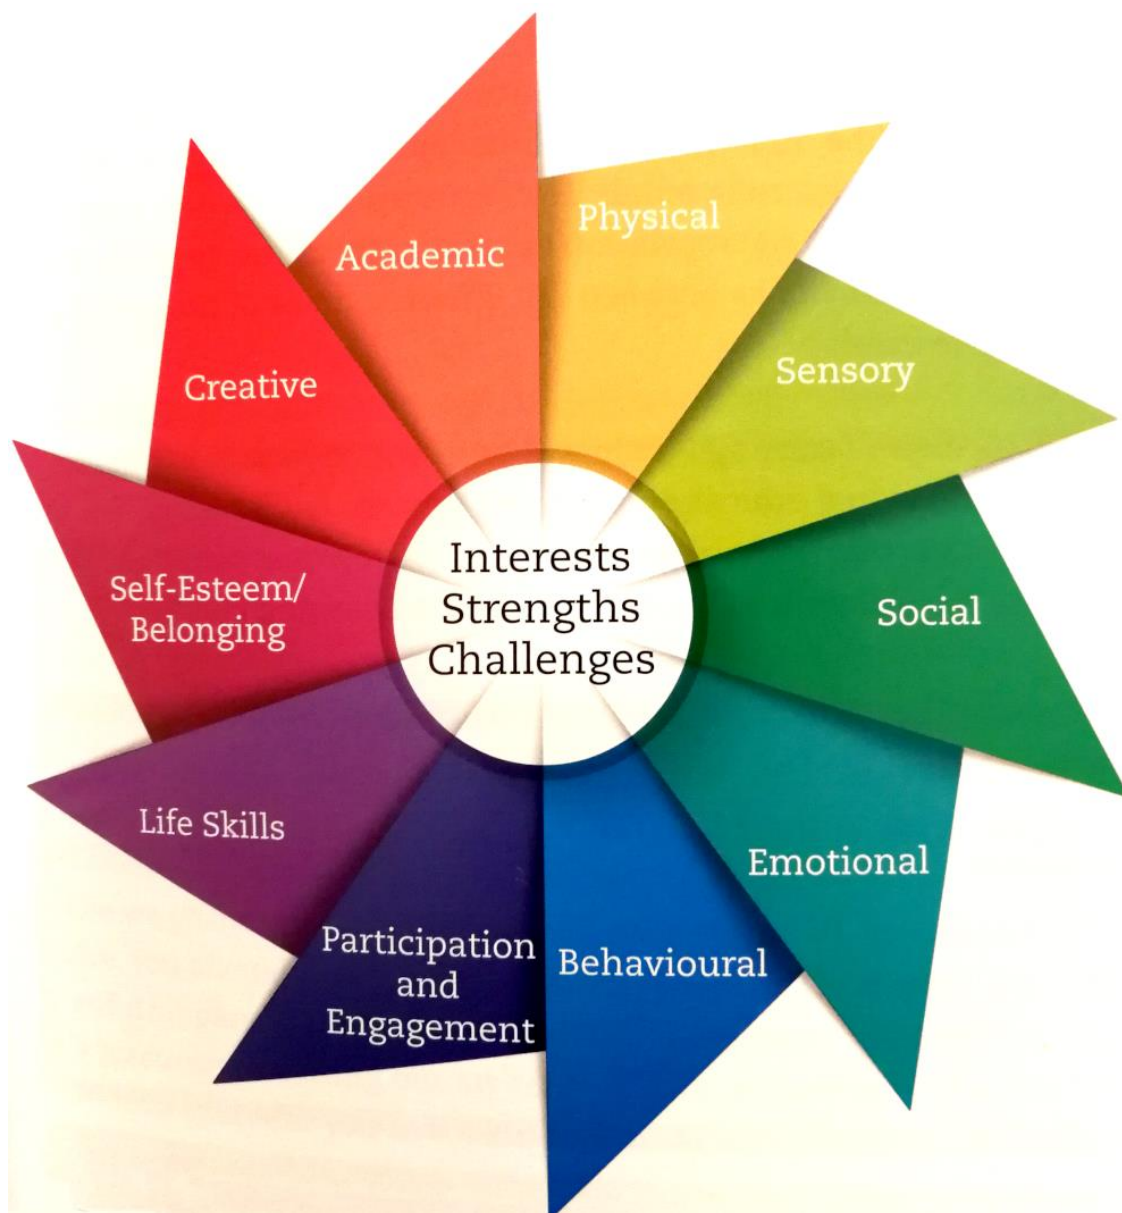 Interests
Strengths
Challenges
Academic
Physical
Sensory
Social
Emotional
Behavioural
Participation
and
Engagement
Life Skills
Self-Esteem/
Belonging
Creative